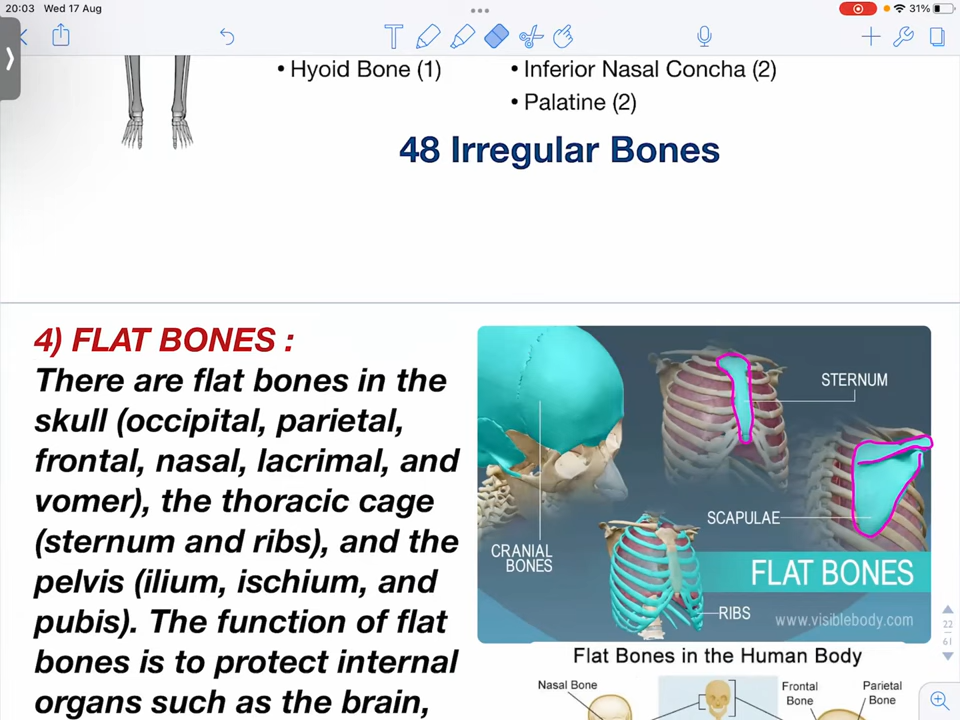 20:03 Wed 17 Aug
31%
• Hyoid Bone (1)
• Inferior Nasal Concha (2)
• Palatine (2)
48 Irregular Bones
4) FLAT BONES :
There are flat bones in the
skull (occipital, parietal,
frontal, nasal, lacrimal, and
vomer), the thoracic cage
(sternum and ribs), and the
pelvis (ilium, ischium, and
pubis). The function of flat
bones is to protect internal
organs such as the brain,
STERNUM
SCAPULAE
CRANIAL
BONES
FLAT BONES
RIBS
www.visiblebody.com
22
61
Flat Bones in the Human Body
Nasal Bone
Frontal
Bone
Parietal
Bone